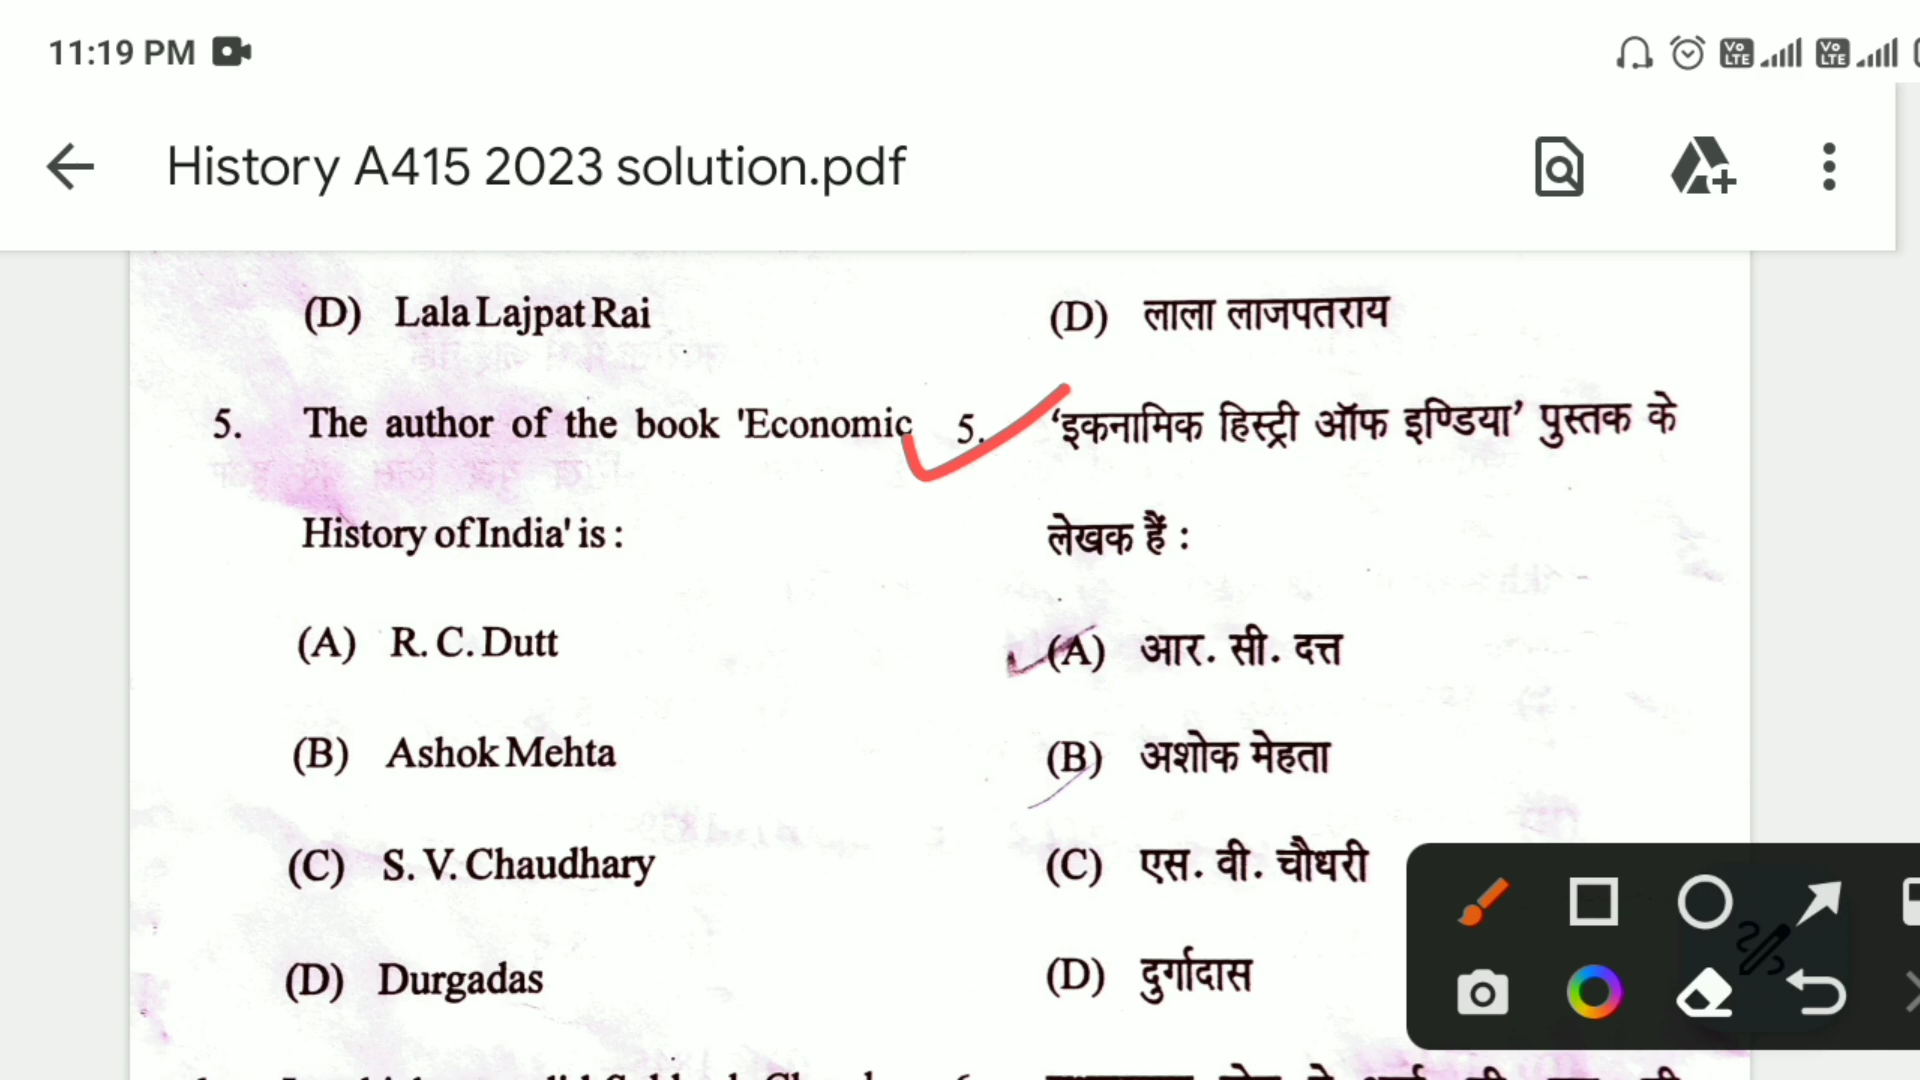 11:19 PM
History A415 2023 solution.pdf
(D) Lala Lajpat Rai
5. The author of the book 'Economic
History of India' is :
(A) R. C. Dutt
(B) Ashok Mehta
(C) S. V. Chaudhary
(D) Durgadas
(D) लाला लाजपतराय
5. ‘इकनामिक हिस्ट्री ऑफ इण्डिया’ पुस्तक के
लेखक हैं :
(A) आर. सी. दत्त
(B) अशोक मेहता
(C) एस. वी. चौधरी
(D) दुर्गादास